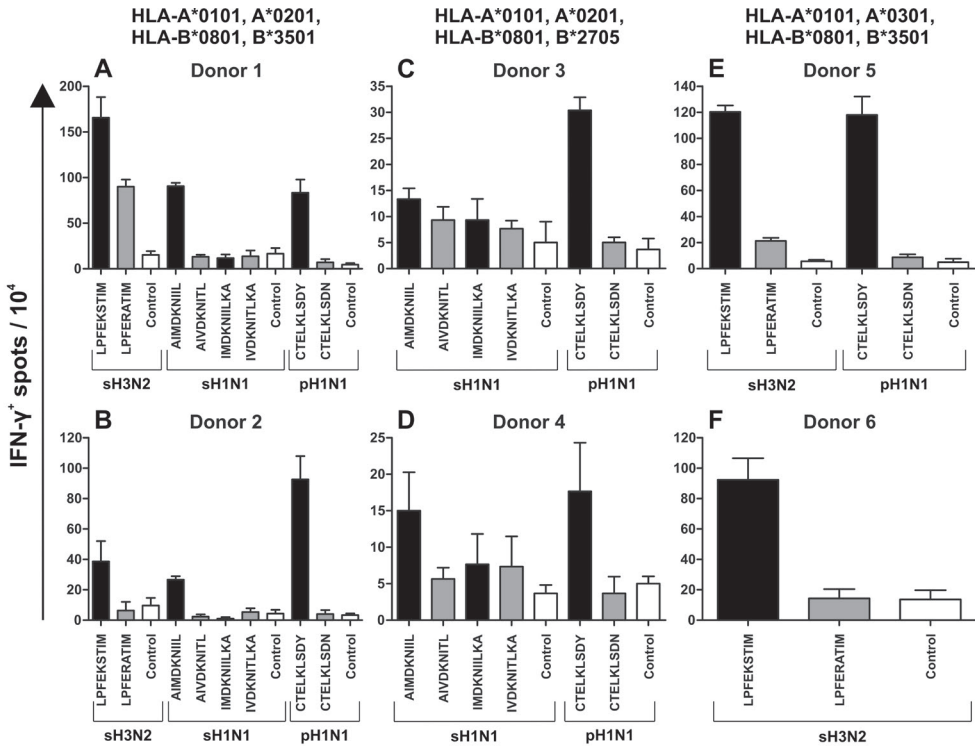 HLA-A*0101, A*0201,
HLA-B*0801, B*3501
HLA-A*0101, A*0201,
HLA-B*0801, B*2705
HLA-A*0101, A*0301,
HLA-B*0801, B*3501
IFN-γ+ spots / 10⁴
A
Donor 1
200
150
100
50
0
LPFEKSTIM
LPFERATIM
Control
AIMDKNIIL
AIVDKNITL
IMDKNIILKA
IVDKNITLKA
Control
CTELKLSDY
CTELKLSDN
Control
sH3N2
sH1N1
pH1N1
C
Donor 3
35
30
25
20
15
10
5
0
AIMDKNIIL
AIVDKNITL
IMDKNIILKA
IVDKNITLKA
Control
CTELKLSDY
CTELKLSDN
Control
sH1N1
pH1N1
E
Donor 5
140
120
100
80
60
40
20
0
LPFEKSTIM
LPFERATIM
Control
CTELKLSDY
CTELKLSDN
Control
sH3N2
pH1N1
B
Donor 2
120
100
80
60
40
20
0
LPFEKSTIM
LPFERATIM
Control
AIMDKNIIL
AIVDKNITL
IMDKNIILKA
IVDKNITLKA
Control
CTELKLSDY
CTELKLSDN
Control
sH3N2
sH1N1
pH1N1
D
Donor 4
25
20
15
10
5
0
AIMDKNIIL
AIVDKNITL
IMDKNIILKA
IVDKNITLKA
Control
CTELKLSDY
CTELKLSDN
Control
sH1N1
pH1N1
F
Donor 6
120
100
80
60
40
20
0
LPFEKSTIM
LPFERATIM
Control
sH3N2